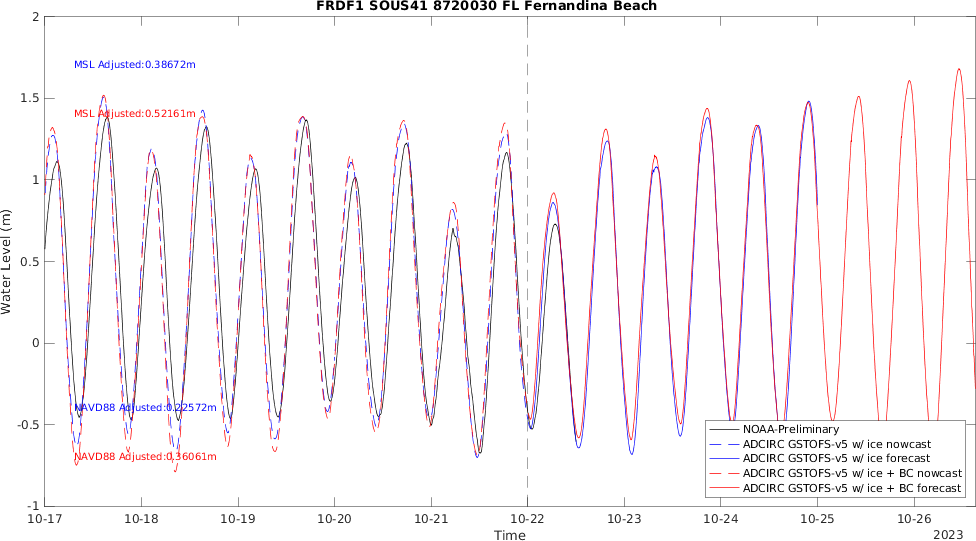 FRDF1 SOUS41 8720030 FL Fernandina Beach
2
1.5
1
0.5
0
-0.5
-1
Water Level (m)
MSL Adjusted:0.38672m
MSL Adjusted:0.52161m
NAVD88 Adjusted:0.22572m
NAVD88 Adjusted:0.36061m
NOAA-Preliminary
ADCIRC GSTOFS-v5 w/ ice nowcast
ADCIRC GSTOFS-v5 w/ ice forecast
ADCIRC GSTOFS-v5 w/ ice + BC nowcast
ADCIRC GSTOFS-v5 w/ ice + BC forecast
10-17 10-18 10-19 10-20 10-21 10-22 10-23 10-24 10-25 10-26
Time
2023